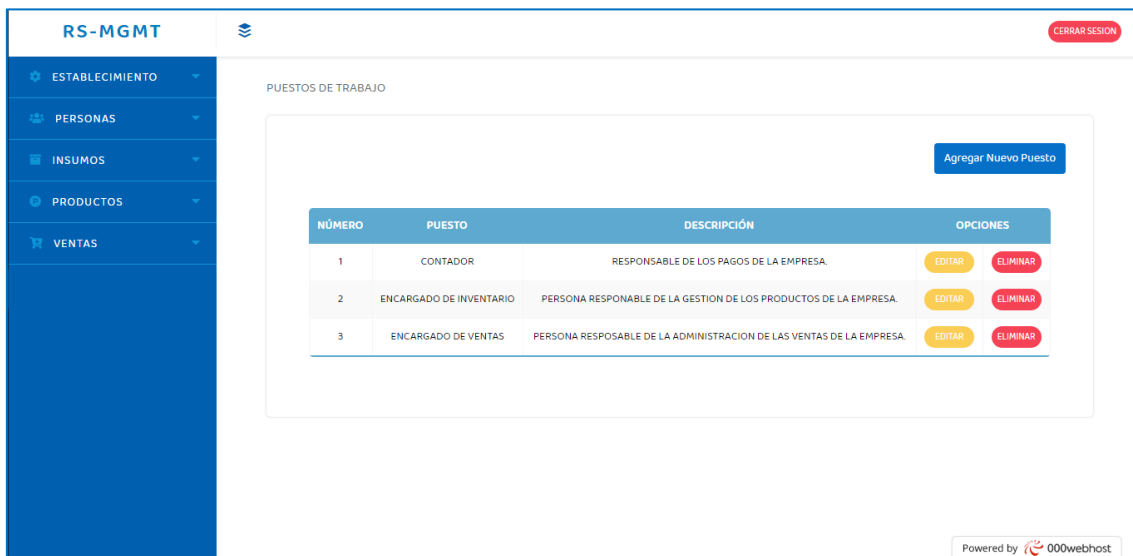 RS-MGMT
CERRAR SESION
ESTABLECIMIENTO
PERSONAS
INSUMOS
PRODUCTOS
VENTAS
PUESTOS DE TRABAJO
Agregar Nuevo Puesto
NÚMERO PUESTO DESCRIPCIÓN OPCIONES
1 CONTADOR RESPONSABLE DE LOS PAGOS DE LA EMPRESA. EDITAR ELIMINAR
2 ENCARGADO DE INVENTARIO PERSONA RESPONABLE DE LA GESTION DE LOS PRODUCTOS DE LA EMPRESA. EDITAR ELIMINAR
3 ENCARGADO DE VENTAS PERSONA RESPOSABLE DE LA ADMINISTRACION DE LAS VENTAS DE LA EMPRESA. EDITAR ELIMINAR
Powered by 000webhost